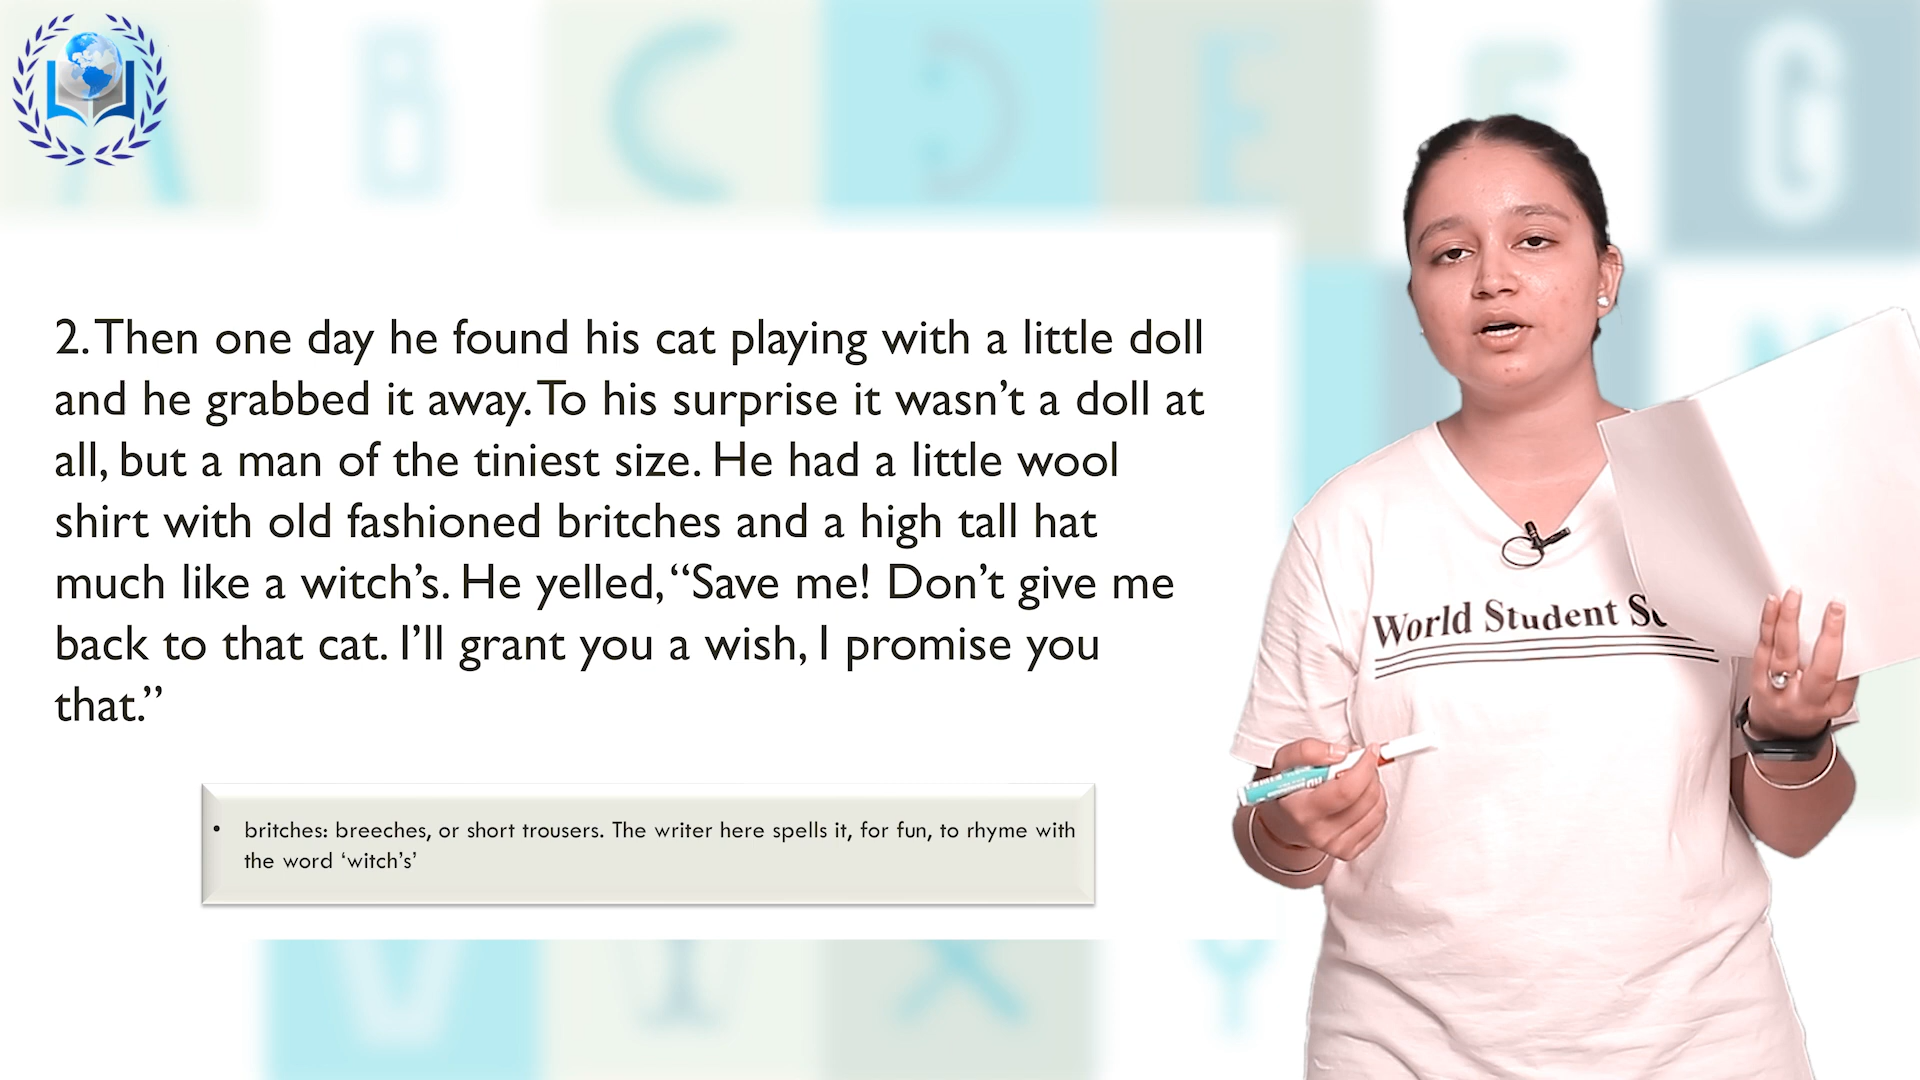 2. Then one day he found his cat playing with a little doll
and he grabbed it away. To his surprise it wasn’t a doll at
all, but a man of the tiniest size. He had a little wool
shirt with old fashioned britches and a high tall hat
much like a witch’s. He yelled, “Save me! Don’t give me
back to that cat. I’ll grant you a wish, I promise you
that.”
• britches: breeches, or short trousers. The writer here spells it, for fun, to rhyme with
the word ‘witch’s’
World Student
A B C D E F G
V X Y